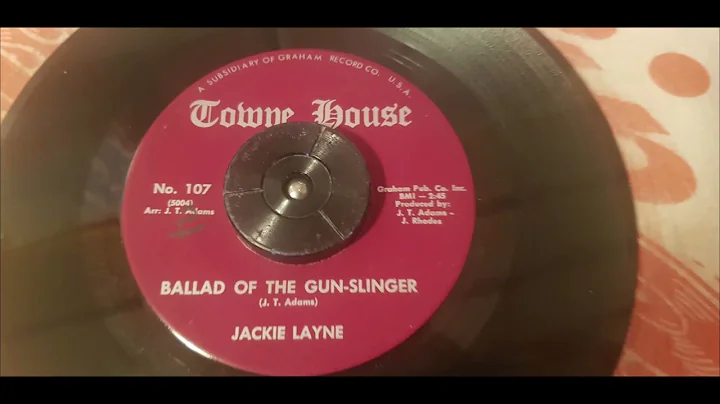 A SUBSIDIARY OF GRAHAM RECORD CO. U.S.A.
Towne House
No. 107
(5004)
Arr: J. T. Adams
Graham Pub. Co. Inc.
BMI — 2:45
Produced by:
J. T. Adams -
J. Rhodes
BALLAD OF THE GUN-SLINGER
(J. T. Adams)
JACKIE LAYNE